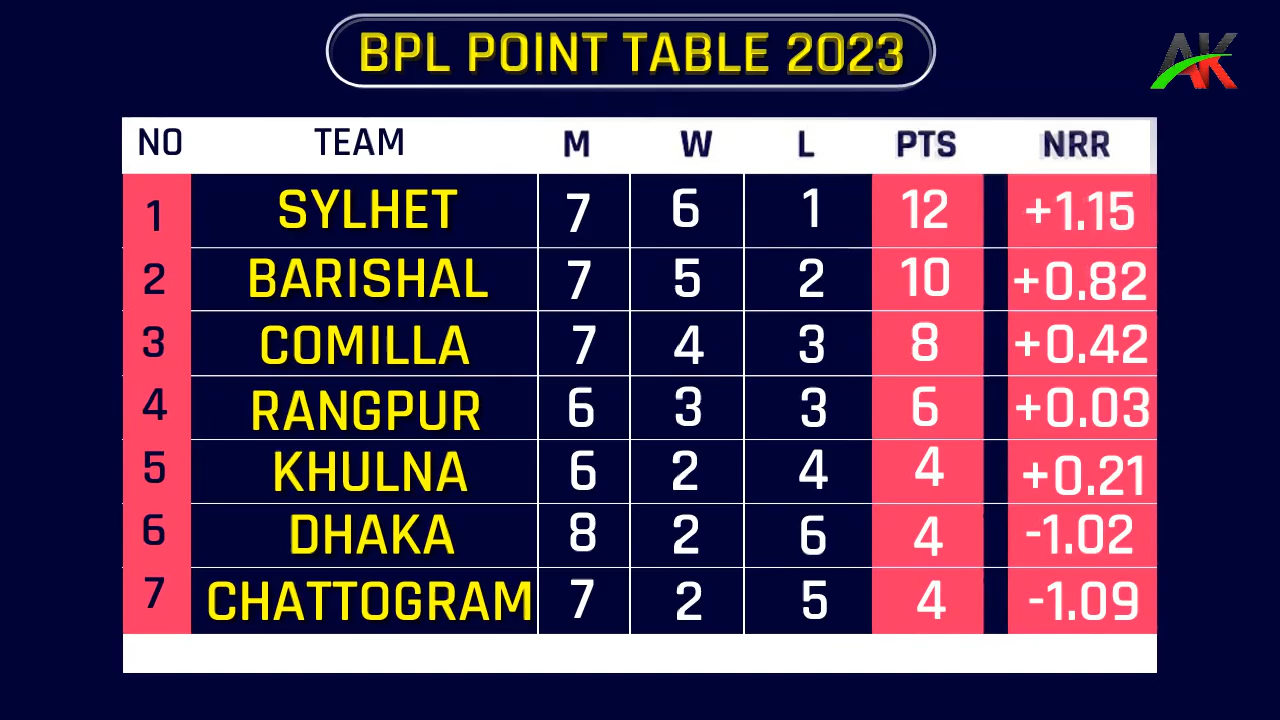 BPL POINT TABLE 2023
AK
NO TEAM M W L PTS NRR
1 SYLHET 7 6 1 12 +1.15
2 BARISHAL 7 5 2 10 +0.82
3 COMILLA 7 4 3 8 +0.42
4 RANGPUR 6 3 3 6 +0.03
5 KHULNA 6 2 4 4 +0.21
6 DHAKA 8 2 6 4 -1.02
7 CHATTOGRAM 7 2 5 4 -1.09